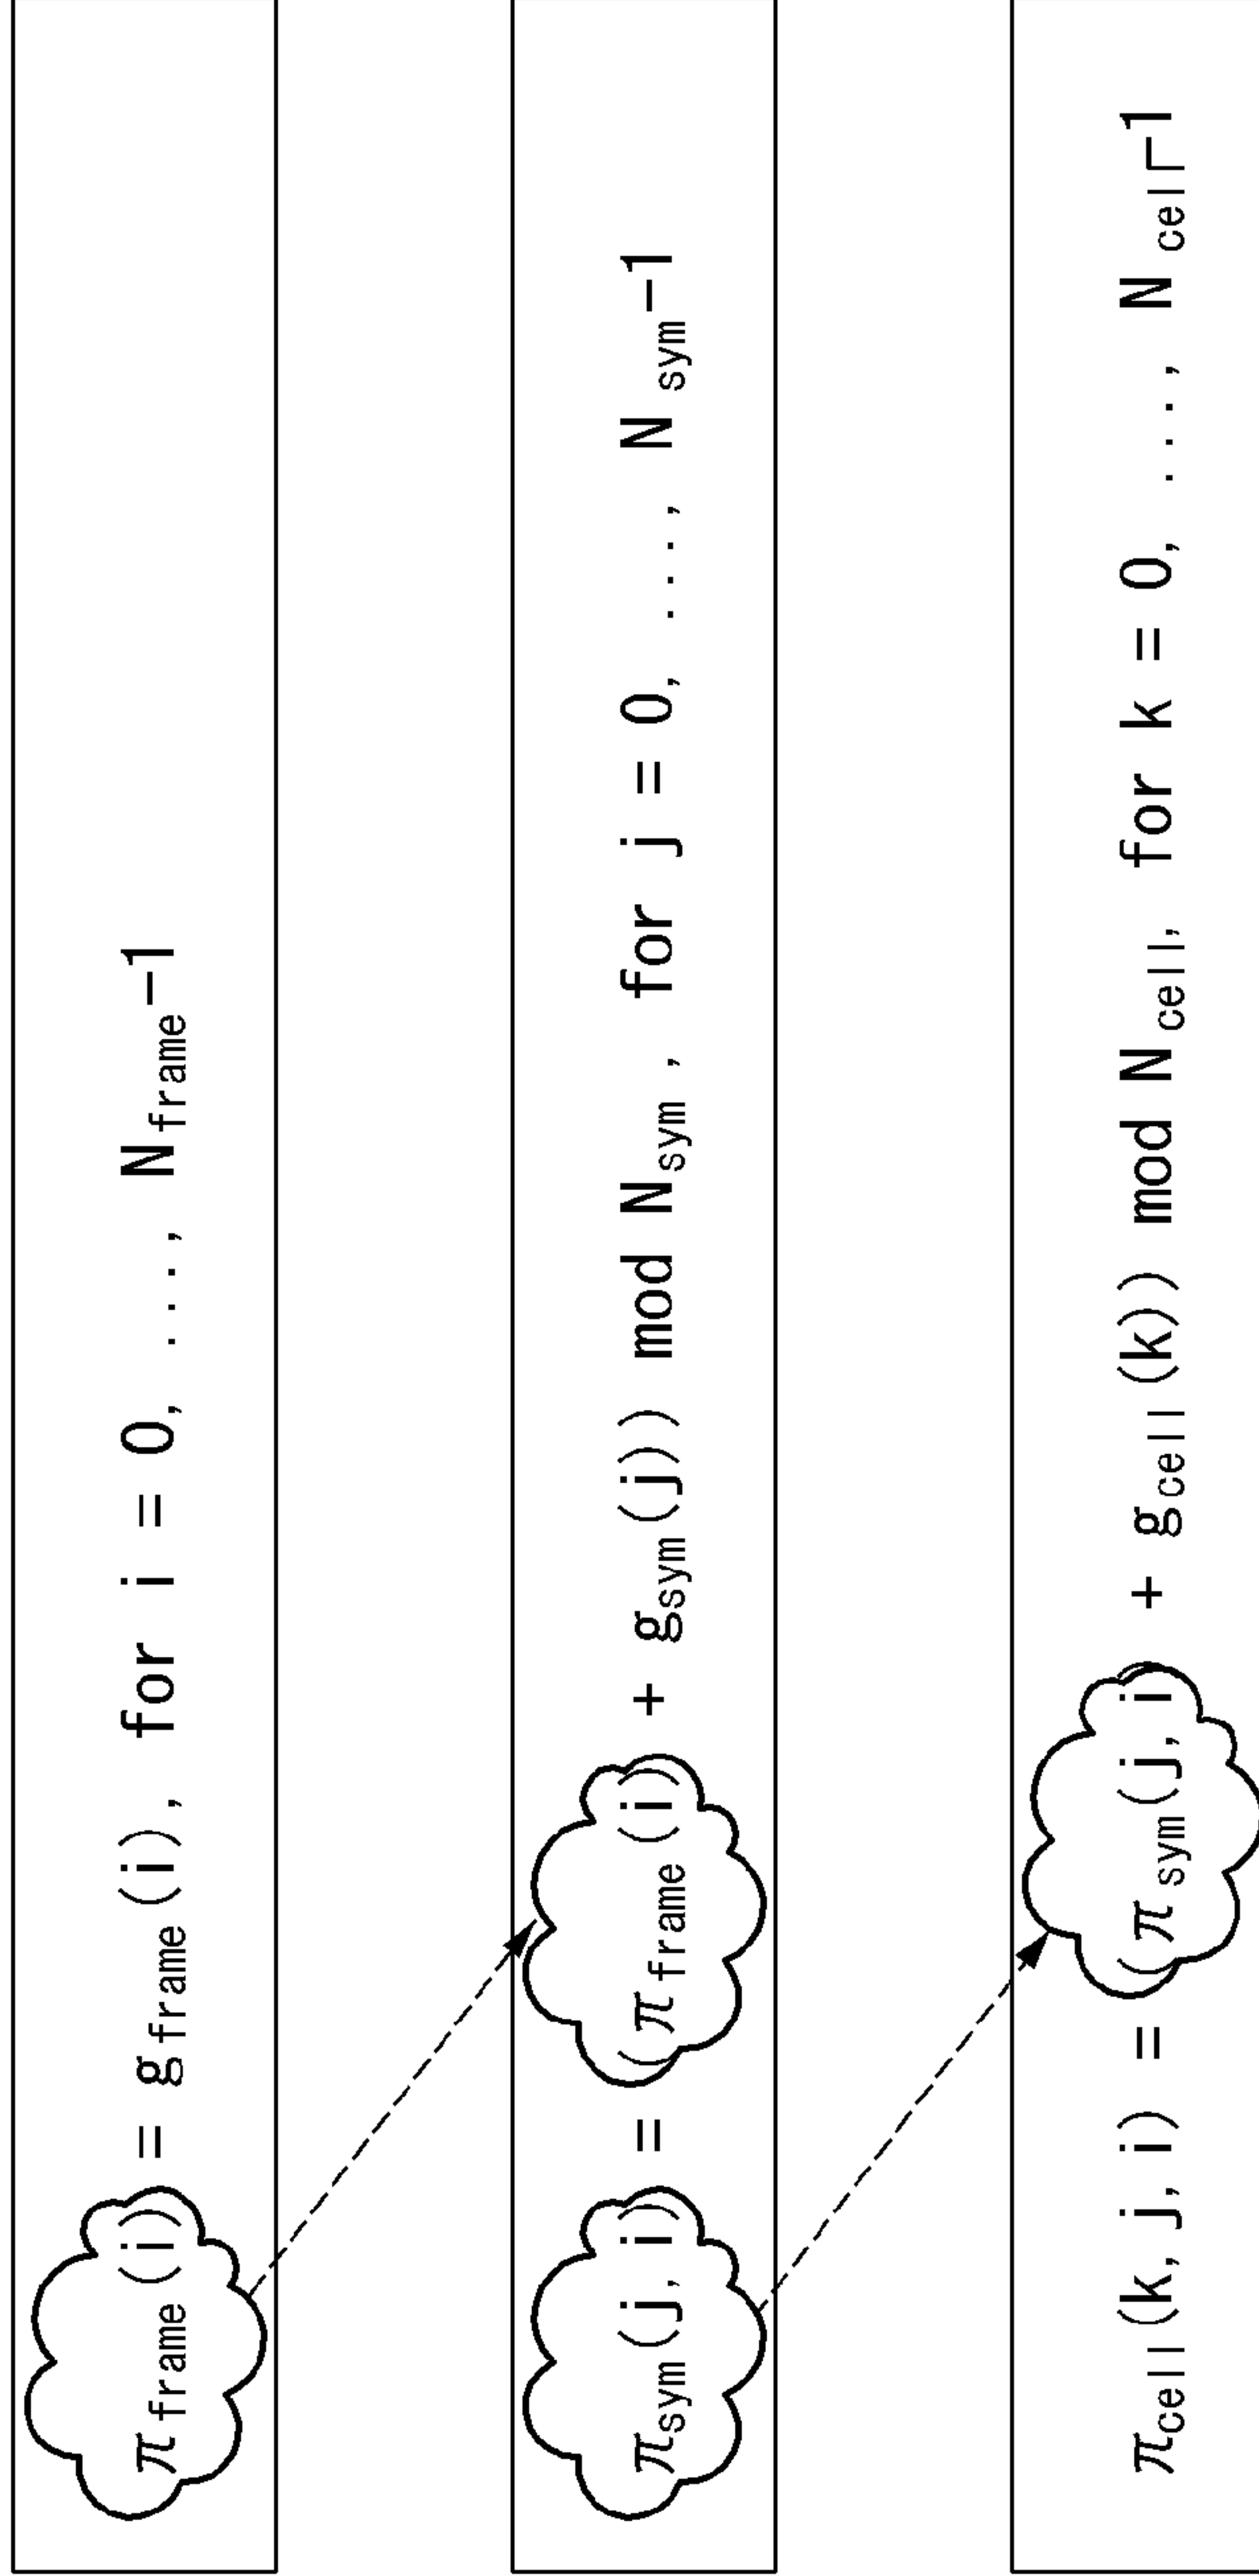 π_frame(i) = g_frame(i), for i = 0, ..., N_frame-1
π_sym(j, i) = (π_frame(i) + g_sym(j)) mod N_sym, for j = 0, ..., N_sym-1
π_cell(k, j, i) = (π_sym(j, i) + g_cell(k)) mod N_cell, for k = 0, ..., N_cell-1